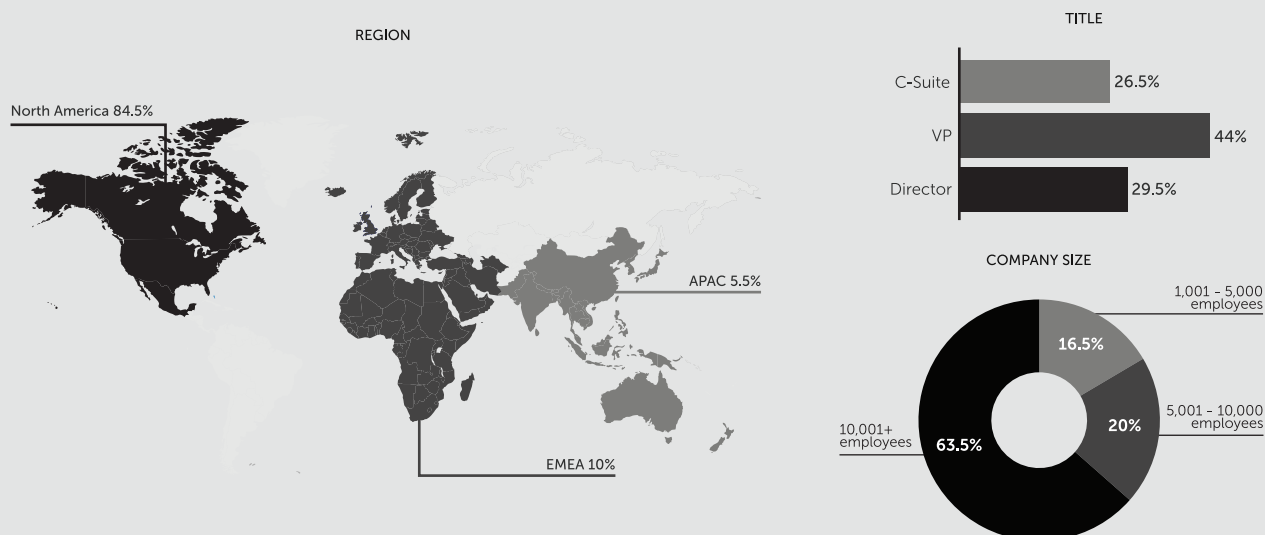 REGION
North America 84.5%
APAC 5.5%
EMEA 10%
TITLE
C-Suite
26.5%
VP
44%
Director
29.5%
COMPANY SIZE
1,001 - 5,000
employees
16.5%
5,001 - 10,000
employees
20%
10,001+
employees
63.5%